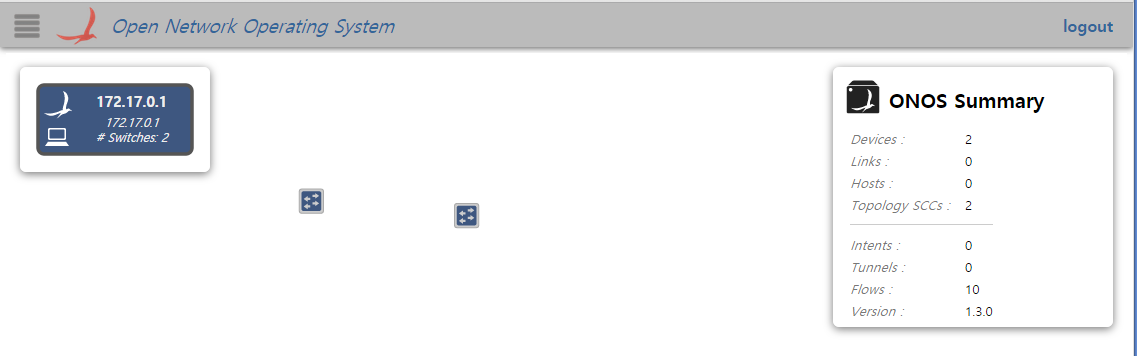 Open Network Operating System
logout
172.17.0.1
172.17.0.1
# Switches: 2
ONOS Summary
Devices : 2
Links : 0
Hosts : 0
Topology SCCs : 2
Intents : 0
Tunnels : 0
Flows : 10
Version : 1.3.0